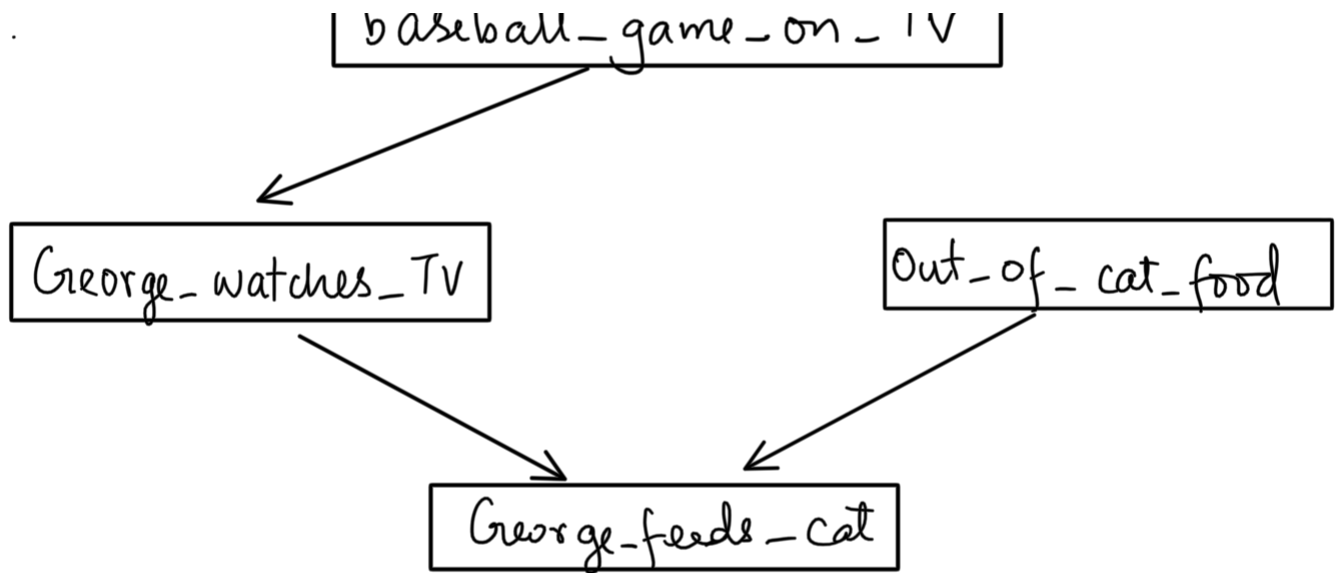 baseball_game_on_TV
George_watches_TV
Out_of_cat_food
George_feeds_cat